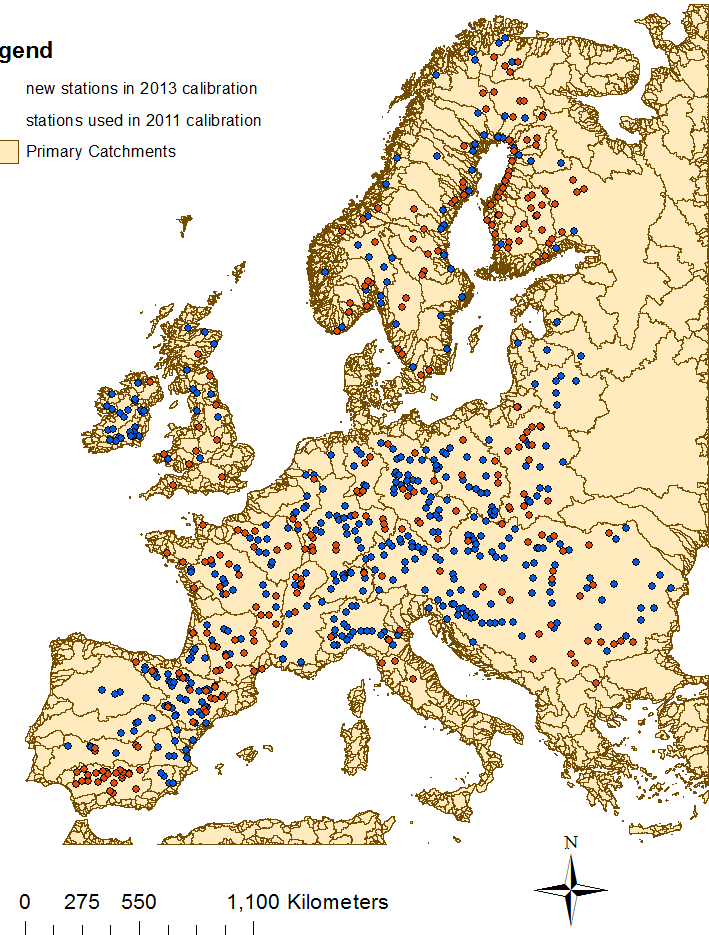 gend
new stations in 2013 calibration
stations used in 2011 calibration
Primary Catchments
N
0 275 550 1,100 Kilometers